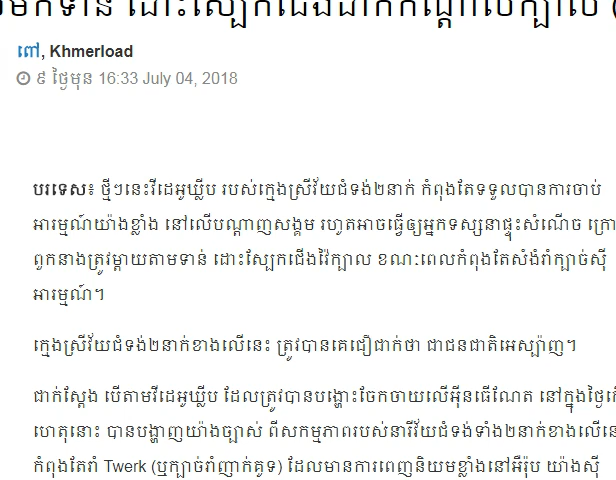 ពៅ, Khmerload
៩ ថ្ងៃមុន 16:33 July 04, 2018
បរទេស៖ ថ្មីៗនេះវីដេអូឃ្លីប របស់ក្មេងស្រីវ័យជំទង់២នាក់ កំពុងតែទទួលបានការចាប់
អារម្មណ៍យ៉ាងខ្លាំង នៅលើបណ្តាញសង្គម រហូតអាចធ្វើឲ្យអ្នកទស្សនាផ្ទុះសំណើច
ពួកនាងត្រូវម្តាយតាមទាន់ ដោះស្បែកជើងវ៉ៃក្បាល ខណៈពេលកំពុងតែសំងំរាំក្បាច់ស៊ី
អារម្មណ៍។
ក្មេងស្រីវ័យជំទង់២នាក់ខាងលើនេះ ត្រូវបានគេជឿជាក់ថា ជាជនជាតិអេស្ប៉ាញ។
ជាក់ស្តែង បើតាមវីដេអូឃ្លីប ដែលត្រូវបានបង្ហោះចែកចាយលើអ៊ីនធើណែត នៅក្នុងថ្ងៃ
ហេតុនោះ បានបង្ហាញយ៉ាងច្បាស់ ពីសកម្មភាពរបស់នារីវ័យជំទង់ទាំង២នាក់ខាងលើ
កំពុងតែរាំ Twerk (ឬក្បាច់រាំញាក់គូទ) ដែលមានការពេញនិយមខ្លាំងនៅអឺរ៉ុប យ៉ាងស៊ី